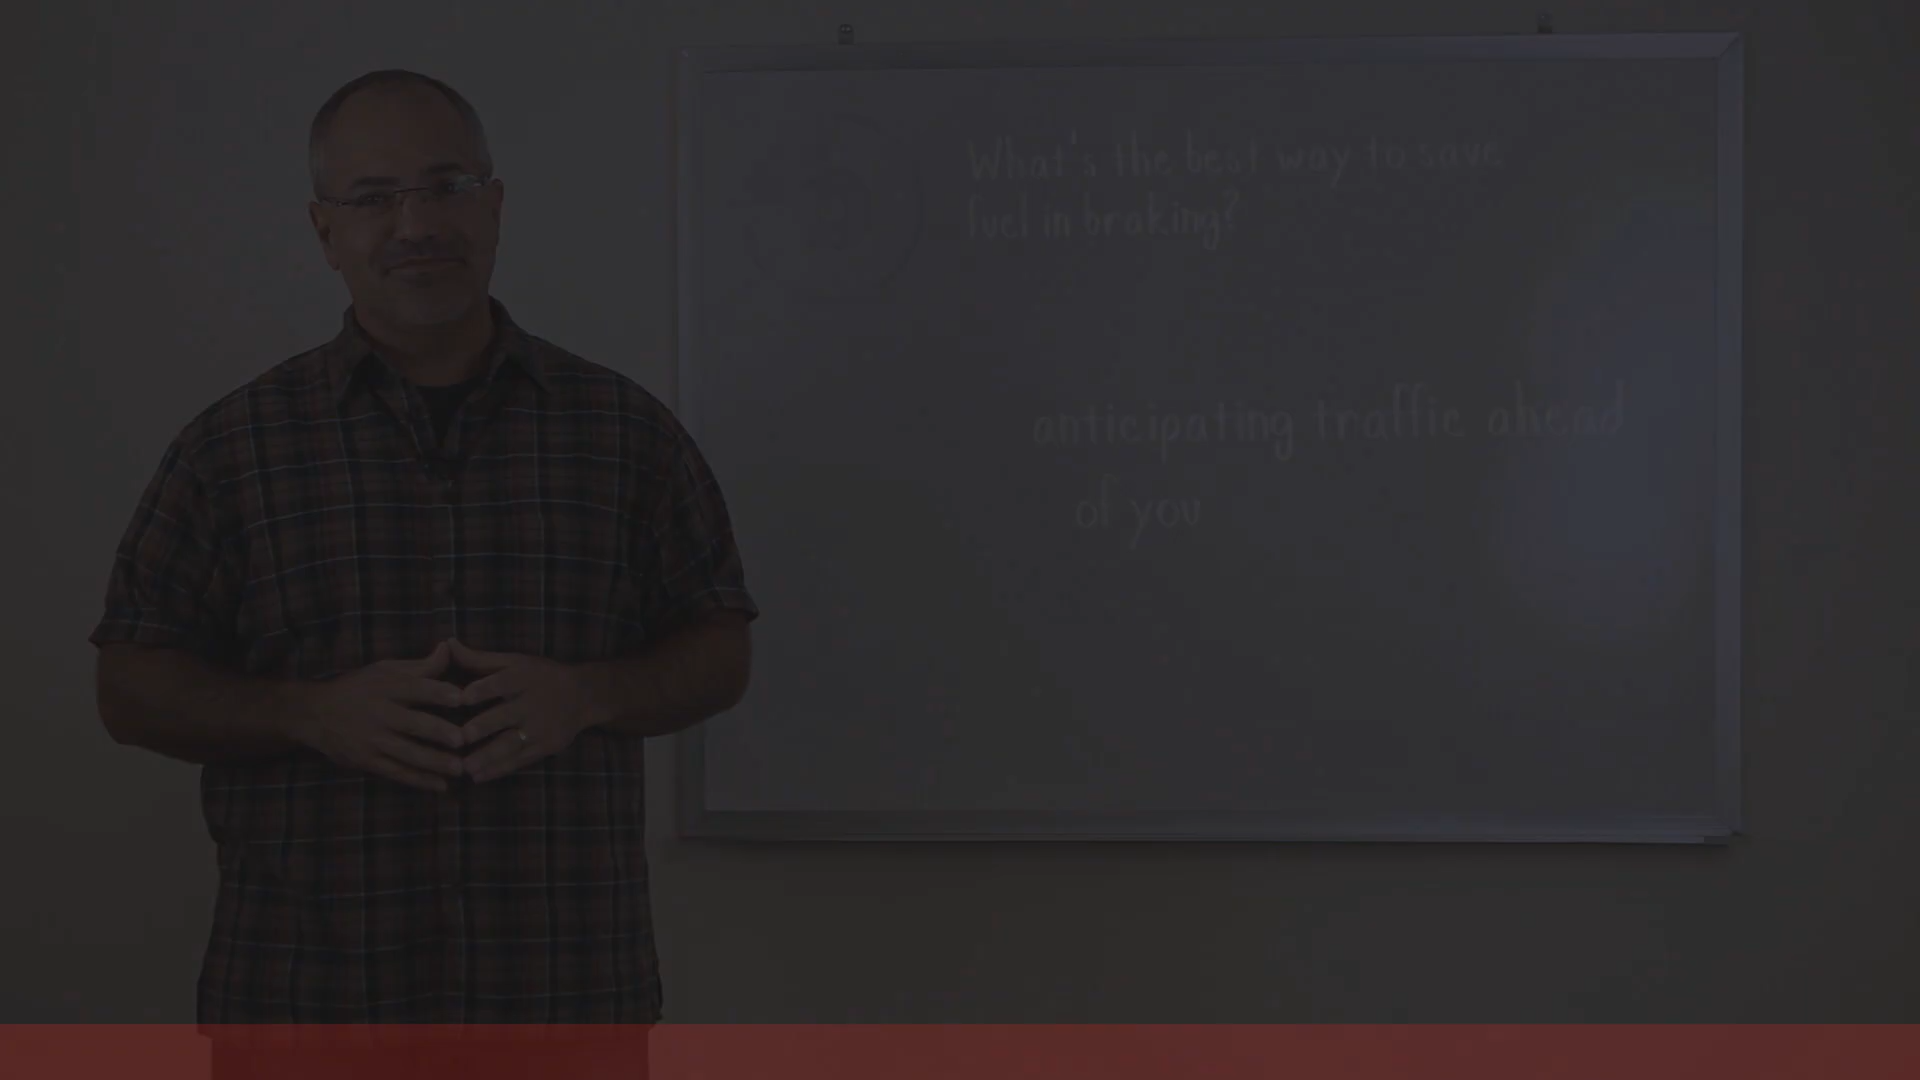 What's the best way to save
fuel in braking?
anticipating traffic ahead
of you